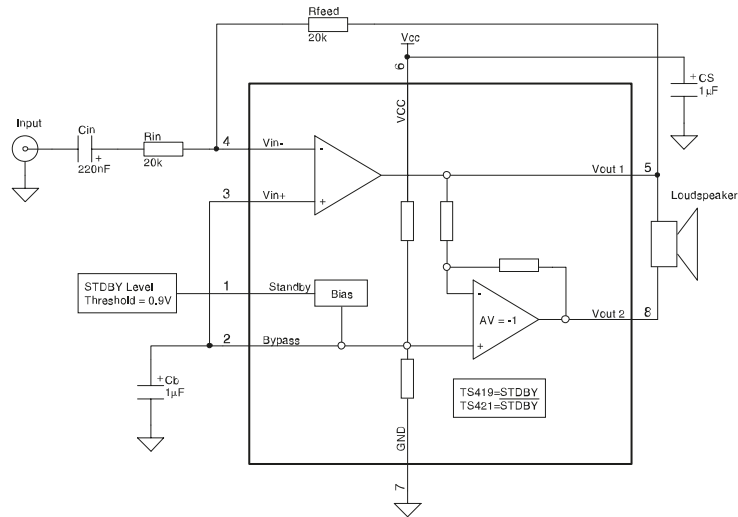 Rfeed
20k
Vcc
6
+ CS
1µF
VCC
Input
Cin
+
220nF
Rin
20k
4
Vin-
-
3
Vin+
+
Vout 1
5
Loudspeaker
STDBY Level
Threshold = 0.9V
1
Standby
Bias
-
AV = -1
+
Vout 2
8
2
Bypass
+ Cb
1µF
TS419=STDBY
TS421=STDBY
GND
7